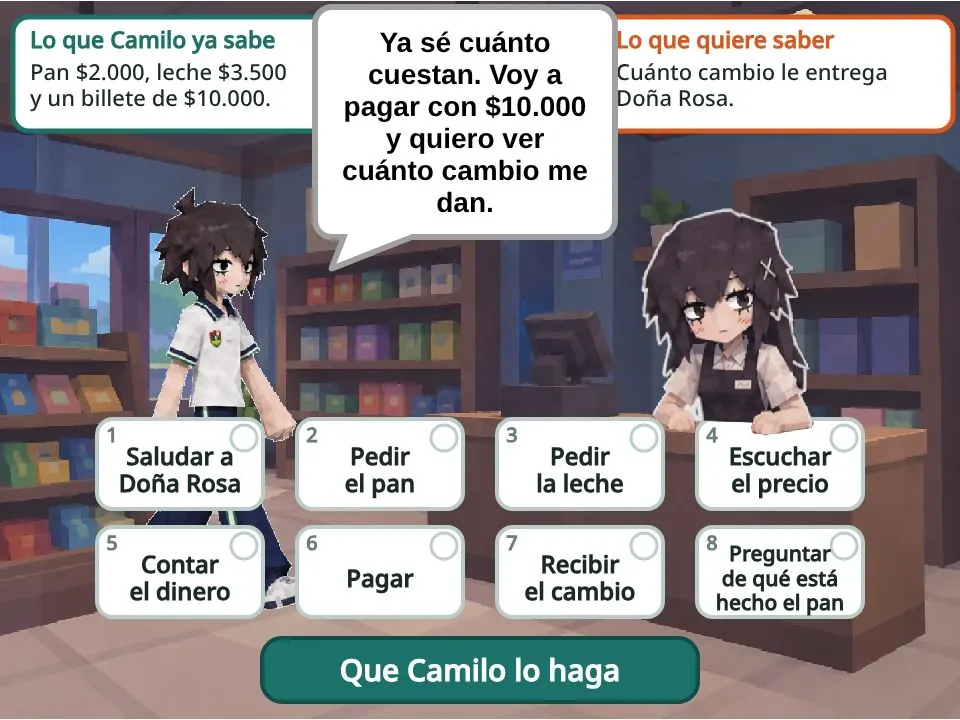 Lo que Camilo ya sabe
Pan $2.000, leche $3.500
y un billete de $10.000.
Ya sé cuánto
cuestan. Voy a
pagar con $10.000
y quiero ver
cuánto cambio me
dan.
Lo que quiere saber
Cuánto cambio le entrega
Doña Rosa.
1
Saludar a
Doña Rosa
2
Pedir
el pan
3
Pedir
la leche
4
Escuchar
el precio
5
Contar
el dinero
6
Pagar
7
Recibir
el cambio
8
Preguntar
de qué está
hecho el pan
Que Camilo lo haga